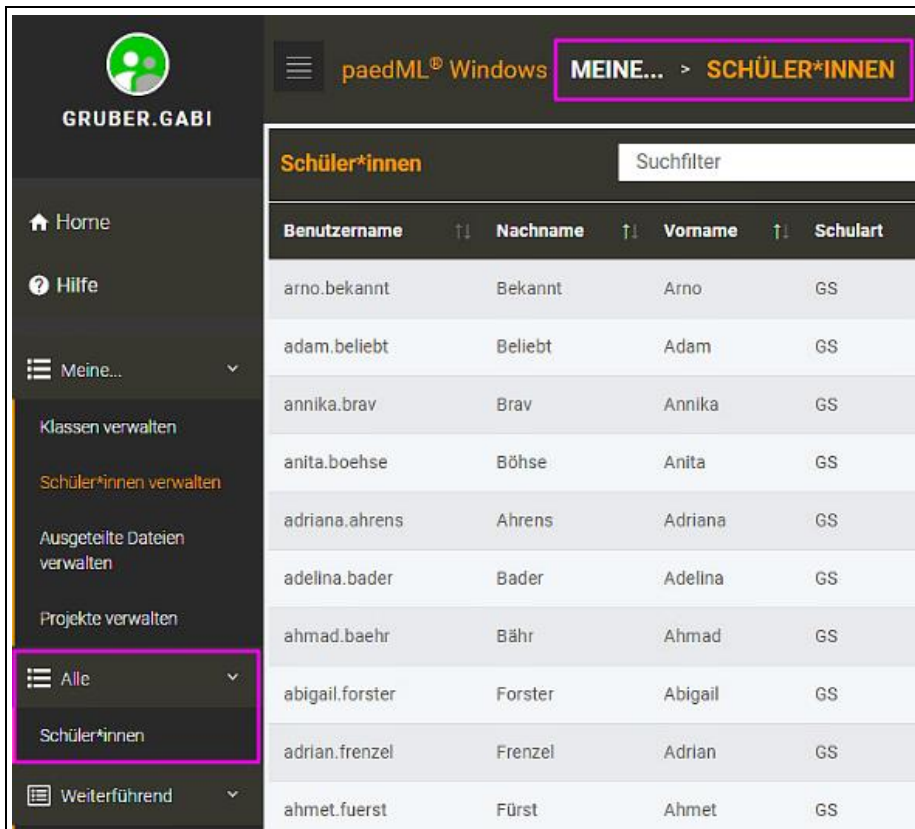 GRUBER.GABI
Home
Hilfe
Meine...
Klassen verwalten
Schüler*innen verwalten
Ausgeteilte Dateien
verwalten
Projekte verwalten
Alle
Schüler*innen
Weiterführend
paedML® Windows MEINE... > SCHÜLER*INNEN
Schüler*innen Suchfilter
Benutzername Nachname Vorname Schulart
arno.bekannt Bekannt Arno GS
adam.beliebt Beliebt Adam GS
annika.brav Brav Annika GS
anita.boehse Böhse Anita GS
adriana.ahrens Ahrens Adriana GS
adelina.bader Bader Adelina GS
ahmad.baehr Bähr Ahmad GS
abigail.forster Forster Abigail GS
adrian.frenzel Frenzel Adrian GS
ahmet.fuerst Fürst Ahmet GS